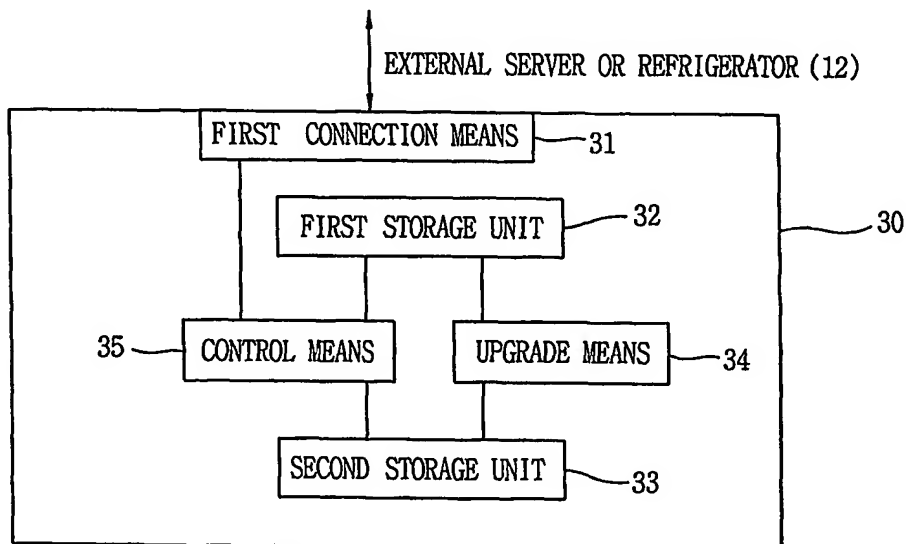 EXTERNAL SERVER OR REFRIGERATOR (12)
FIRST CONNECTION MEANS
31
FIRST STORAGE UNIT
32
30
35
CONTROL MEANS
UPGRADE MEANS
34
SECOND STORAGE UNIT
33